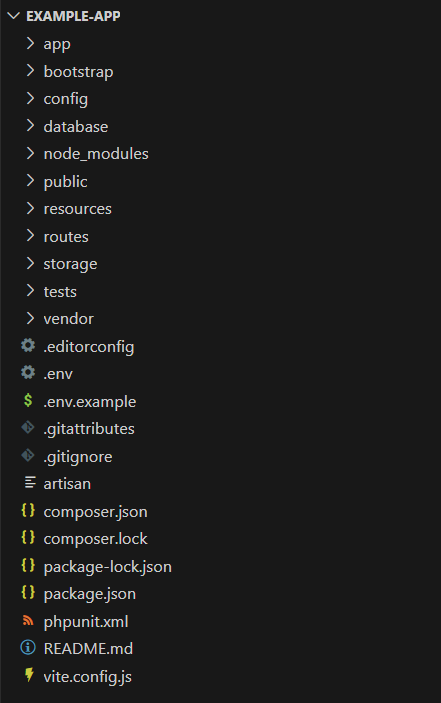 EXAMPLE-APP
app
bootstrap
config
database
node_modules
public
resources
routes
storage
tests
vendor
.editorconfig
.env
.env.example
.gitattributes
.gitignore
artisan
composer.json
composer.lock
package-lock.json
package.json
phpunit.xml
README.md
vite.config.js